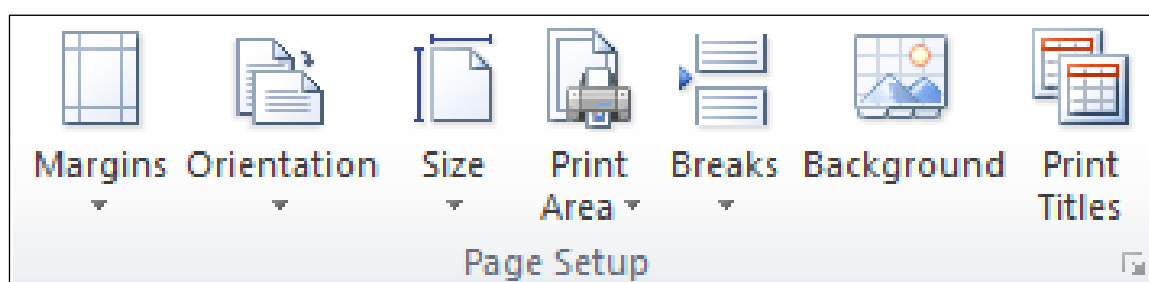 Margins Orientation Size Print Breaks Background Print
Area Titles
Page Setup